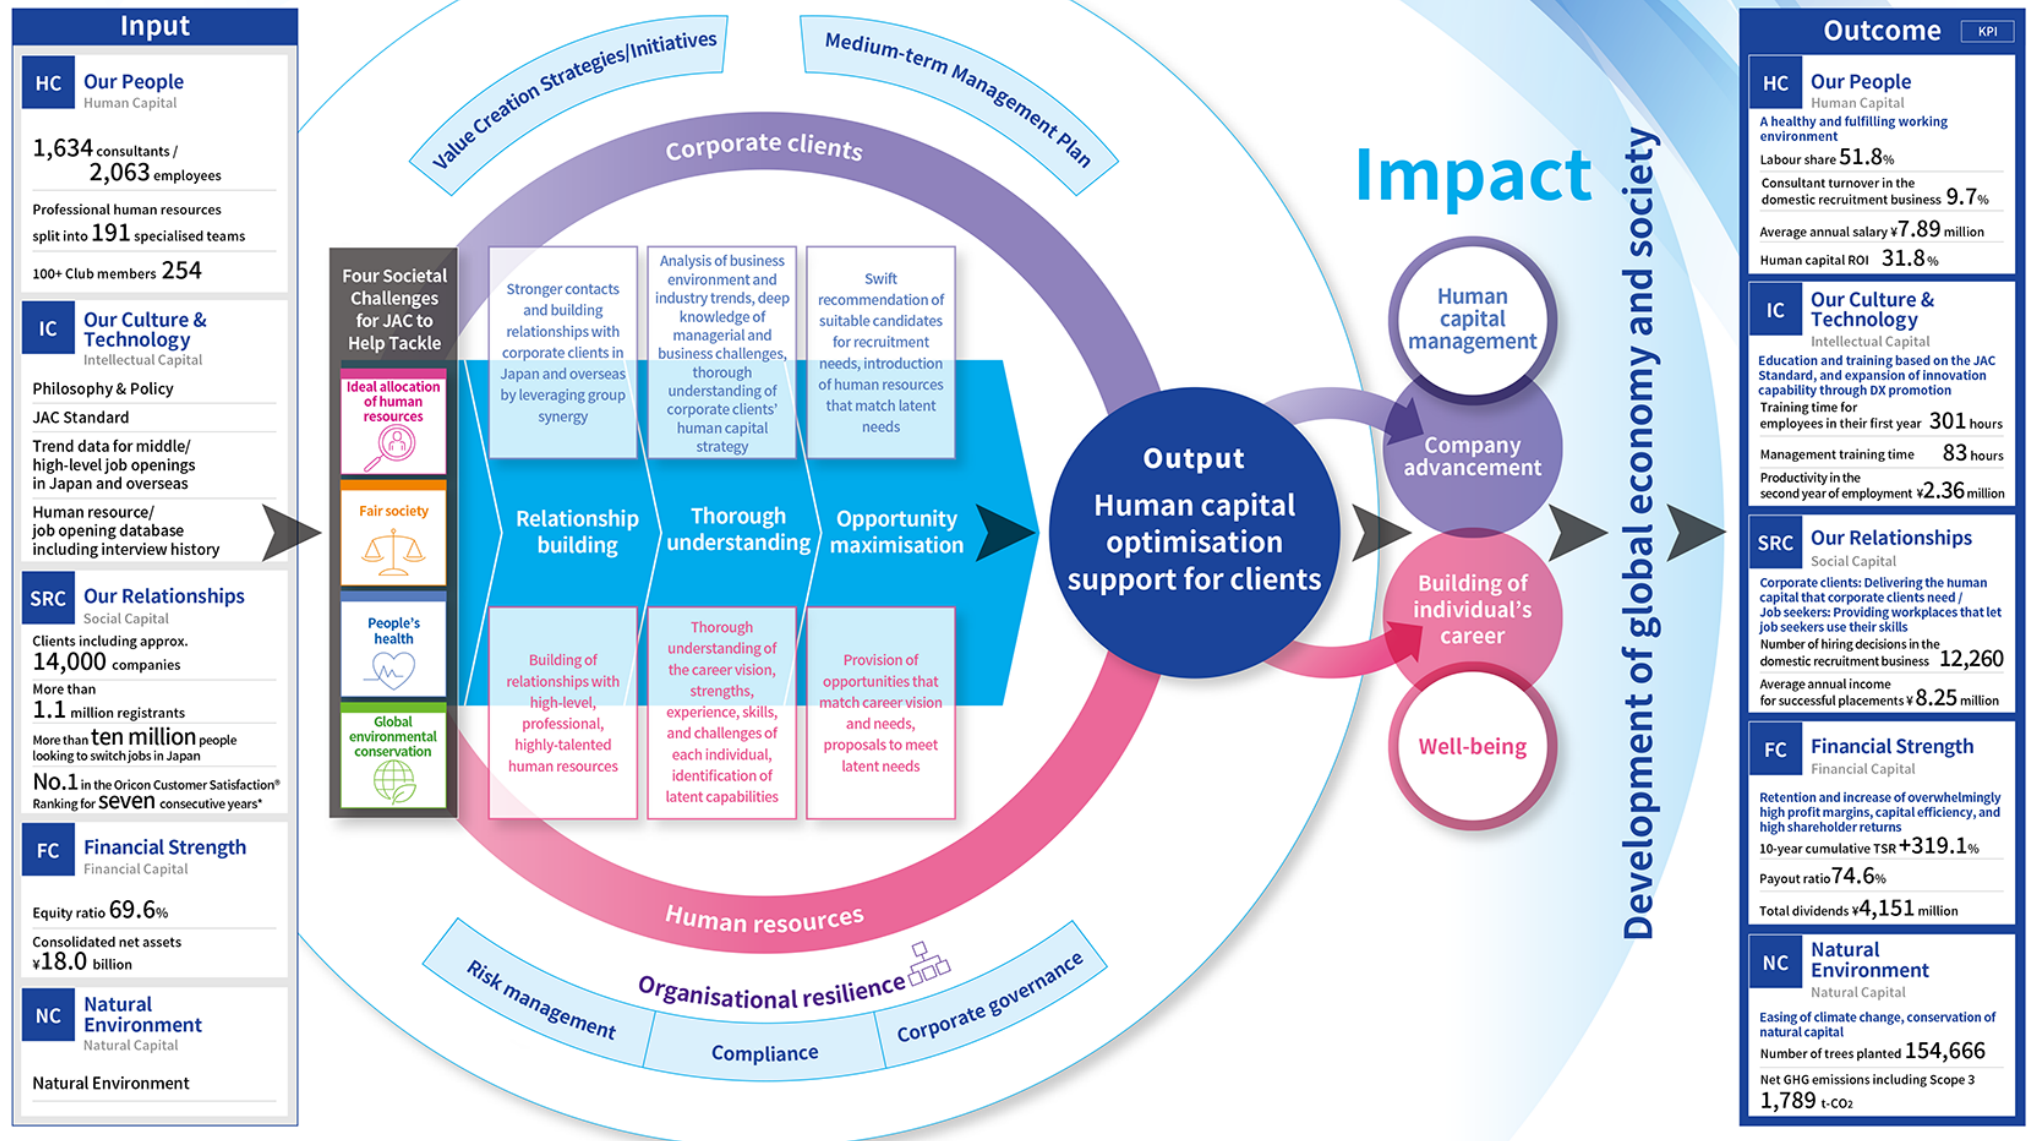 Input
HC
Our People
Human Capital
1,634 consultants /
2,063 employees
Professional human resources
split into 191 specialised teams
100+ Club members 254
IC
Our Culture &
Technology
Intellectual Capital
Philosophy & Policy
JAC Standard
Trend data for middle/
high-level job openings
in Japan and overseas
Human resource/
job opening database
including interview history
SRC
Our Relationships
Social Capital
Clients including approx.
14,000 companies
More than
1.1 million registrants
More than ten million people
looking to switch jobs in Japan
No.1 in the Oricon Customer Satisfaction®
Ranking for seven consecutive years*
FC
Financial Strength
Financial Capital
Equity ratio 69.6%
Consolidated net assets
¥18.0 billion
NC
Natural
Environment
Natural Capital
Natural Environment
Value Creation Strategies/Initiatives
Medium-term Management Plan
Corporate clients
Four Societal
Challenges
for JAC to
Help Tackle
Ideal allocation
of human
resources
Fair society
People's
health
Global
environmental
conservation
Stronger contacts
and building
relationships with
corporate clients in
Japan and overseas
by leveraging group
synergy
Analysis of business
environment and
industry trends, deep
knowledge of
managerial and
business challenges,
thorough
understanding of
corporate clients'
human capital
strategy
Swift
recommendation of
suitable candidates
for recruitment
needs, introduction
of human resources
that match latent
needs
Relationship
building
Thorough
understanding
Opportunity
maximisation
Building of
relationships with
high-level,
professional,
highly-talented
human resources
Thorough
understanding of
the career vision,
strengths,
experience, skills,
and challenges of
each individual,
identification of
latent capabilities
Provision of
opportunities that
match career vision
and needs,
proposals to meet
latent needs
Human resources
Organisational resilience
Risk management
Compliance
Corporate governance
Output
Human capital
optimisation
support for clients
Impact
Human
capital
management
Company
advancement
Building of
individual's
career
Well-being
Development of global economy and society
Outcome
KPI
HC
Our People
Human Capital
A healthy and fulfilling working
environment
Labour share 51.8%
Consultant turnover in the
domestic recruitment business 9.7%
Average annual salary ¥7.89 million
Human capital ROI 31.8%
IC
Our Culture &
Technology
Intellectual Capital
Education and training based on the JAC
Standard, and expansion of innovation
capability through DX promotion
Training time for
employees in their first year 301 hours
Management training time 83 hours
Productivity in the
second year of employment ¥2.36 million
SRC
Our Relationships
Social Capital
Corporate clients: Delivering the human
capital that corporate clients need /
Job seekers: Providing workplaces that let
job seekers use their skills
Number of hiring decisions in the
domestic recruitment business 12,260
Average annual income
for successful placements ¥ 8.25 million
FC
Financial Strength
Financial Capital
Retention and increase of overwhelmingly
high profit margins, capital efficiency, and
high shareholder returns
10-year cumulative TSR +319.1%
Payout ratio 74.6%
Total dividends ¥4,151 million
NC
Natural
Environment
Natural Capital
Easing of climate change, conservation of
natural capital
Number of trees planted 154,666
Net GHG emissions including Scope 3
1,789 t-CO2